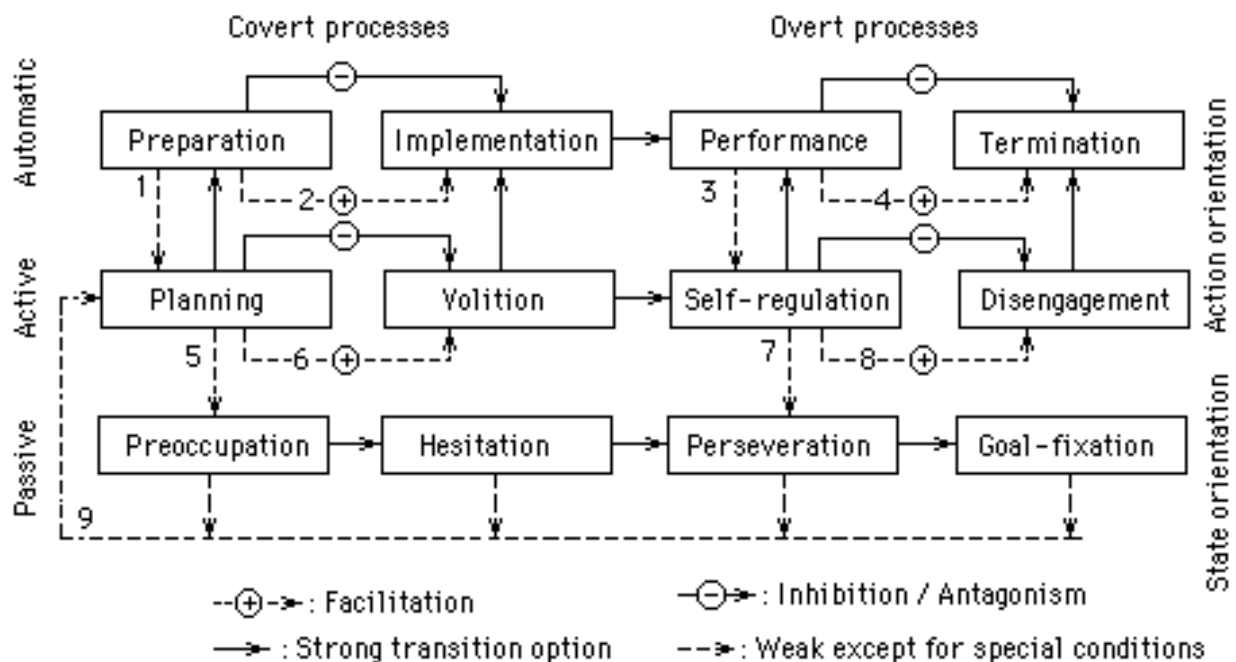 Covert processes
Overt processes
Automatic
Active
Passive
Action orientation
State orientation
−
−
Preparation
Implementation
Performance
Termination
1
2
+
3
4
+
−
−
Planning
Volition
Self-regulation
Disengagement
5
6
+
7
8
+
Preoccupation
Hesitation
Perseveration
Goal-fixation
9
+ : Facilitation
− : Inhibition / Antagonism
: Strong transition option
: Weak except for special conditions